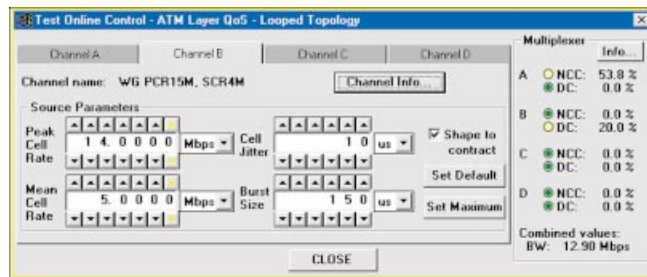 Test Online Control - ATM Layer QoS - Looped Topology
Channel A Channel B Channel C Channel D
Channel name: WG PCR15M, SCR4M
Channel Info...
Source Parameters
Peak Cell Rate
1 4. 0 0 0 0
Mbps
Cell Jitter
1 0
us
Shape to contract
Set Default
Mean Cell Rate
5. 0 0 0 0
Mbps
Burst Size
1 5 0
us
Set Maximum
CLOSE
Multiplexer
Info...
A NCC: 53.8 %
DC: 0.0 %
B NCC: 0.0 %
DC: 20.0 %
C NCC: 0.0 %
DC: 0.0 %
D NCC: 0.0 %
DC: 0.0 %
Combined values:
BW: 12.90 Mbps